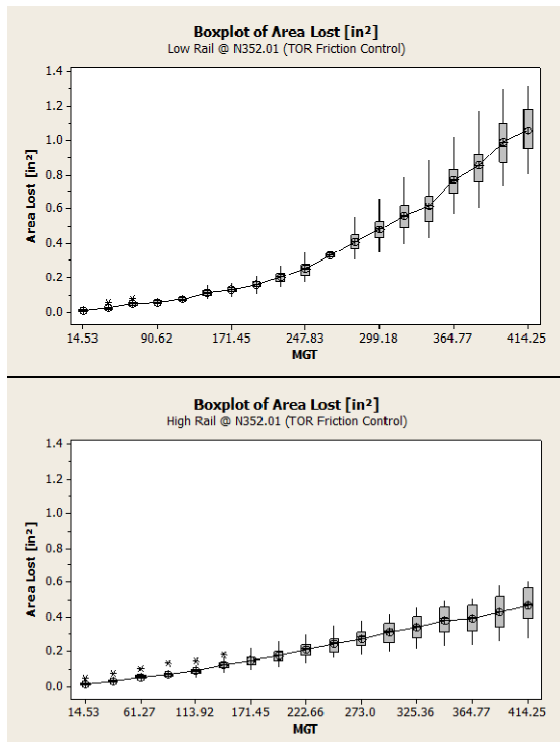 Boxplot of Area Lost [in²]
Low Rail @ N352.01 (TOR Friction Control)
1.4
1.2
1.0
0.8
0.6
0.4
0.2
0.0
Area Lost [in²]
14.53 90.62 171.45 247.83 299.18 364.77 414.25
MGT
Boxplot of Area Lost [in²]
High Rail @ N352.01 (TOR Friction Control)
1.4
1.2
1.0
0.8
0.6
0.4
0.2
0.0
Area Lost [in²]
14.53 61.27 113.92 171.45 222.66 273.0 325.36 364.77 414.25
MGT